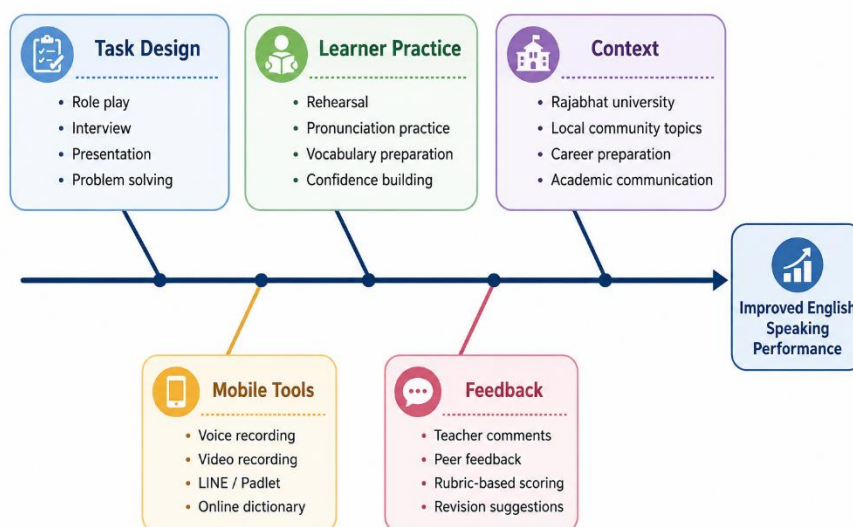 Task Design
• Role play
• Interview
• Presentation
• Problem solving
Learner Practice
• Rehearsal
• Pronunciation practice
• Vocabulary preparation
• Confidence building
Context
• Rajabhat university
• Local community topics
• Career preparation
• Academic communication
Improved English
Speaking
Performance
Mobile Tools
• Voice recording
• Video recording
• LINE / Padlet
• Online dictionary
Feedback
• Teacher comments
• Peer feedback
• Rubric-based scoring
• Revision suggestions